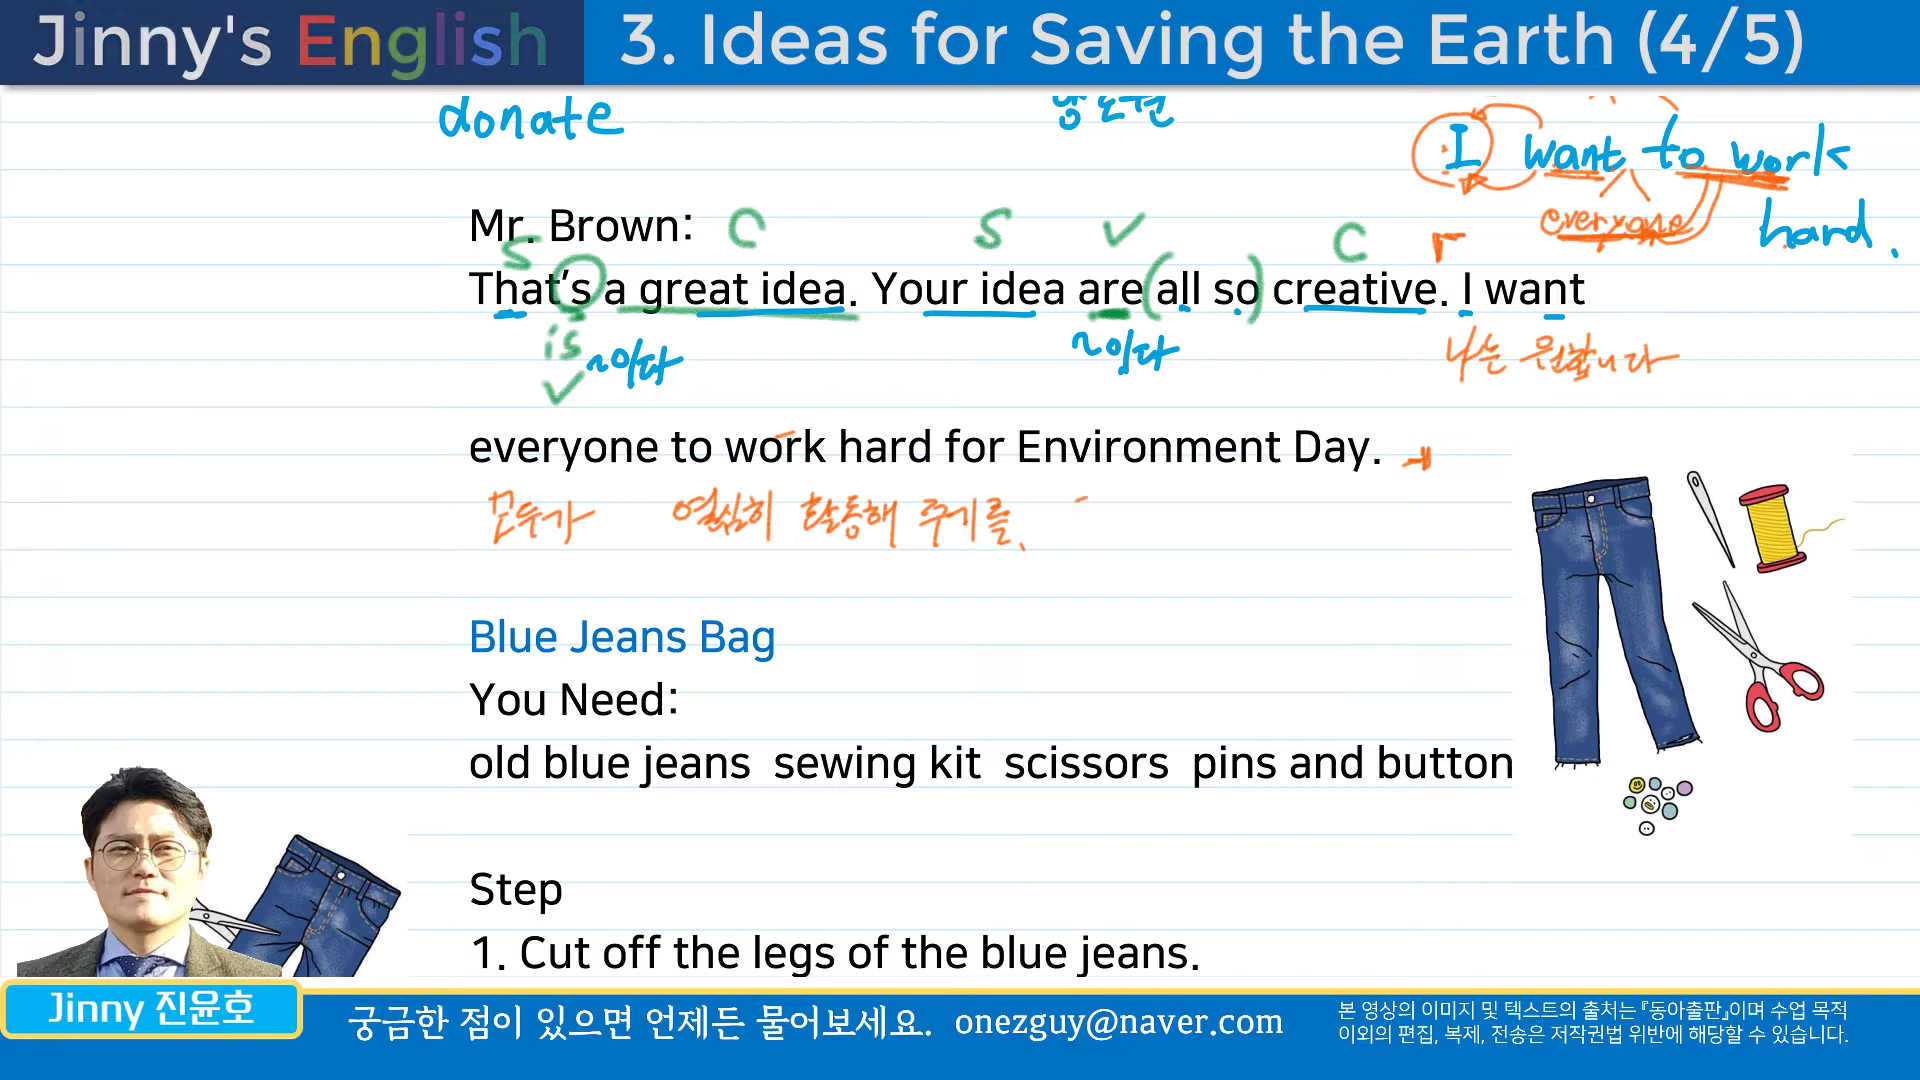 Jinny's English
3. Ideas for Saving the Earth (4/5)
donate
I want to work
everyone
hard.
Mr. Brown:
S C S V C
That's a great idea. Your idea are (all so) creative. I want
is ~이다 ~이다 나는 원합니다
V
everyone to work hard for Environment Day.
모두가 열심히 활동해 주기를.
Blue Jeans Bag
You Need:
old blue jeans sewing kit scissors pins and button
Step
1. Cut off the legs of the blue jeans.
Jinny 진윤호
궁금한 점이 있으면 언제든 물어보세요. onezguy@naver.com
본 영상의 이미지 및 텍스트의 출처는 『동아출판』이며 수업 목적
이외의 편집, 복제, 전송은 저작권법 위반에 해당할 수 있습니다.